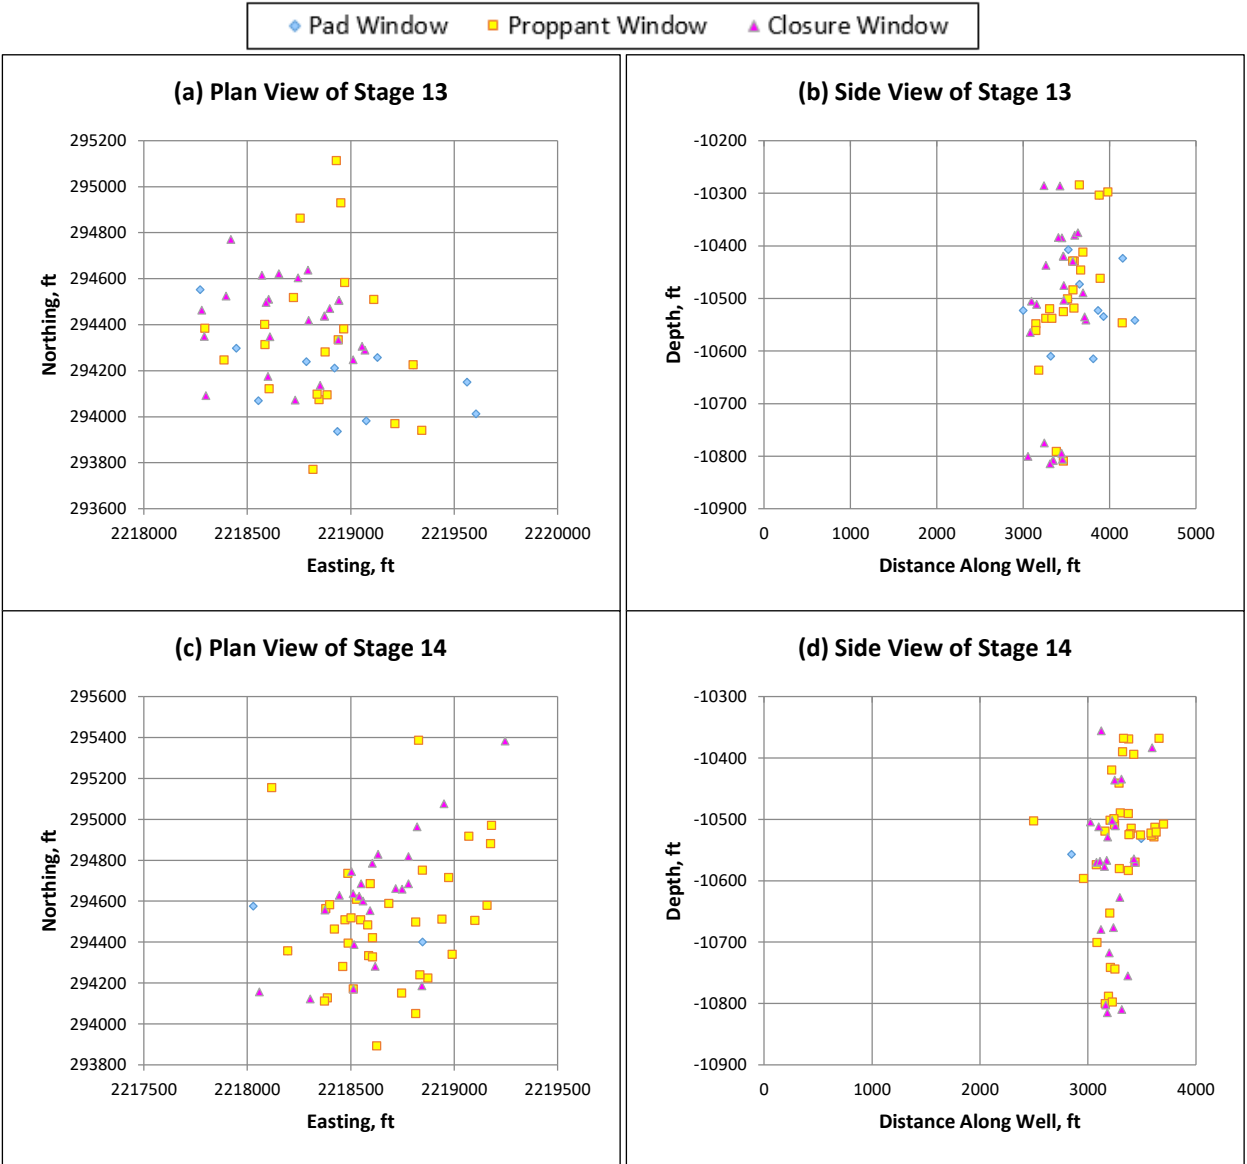 Pad Window Proppant Window Closure Window
(a) Plan View of Stage 13
295200
295000
294800
294600
294400
294200
294000
293800
293600
2218000 2218500 2219000 2219500 2220000
Northing, ft
Easting, ft
(b) Side View of Stage 13
-10200
-10300
-10400
-10500
-10600
-10700
-10800
-10900
0 1000 2000 3000 4000 5000
Depth, ft
Distance Along Well, ft
(c) Plan View of Stage 14
295600
295400
295200
295000
294800
294600
294400
294200
294000
293800
2217500 2218000 2218500 2219000 2219500
Northing, ft
Easting, ft
(d) Side View of Stage 14
-10300
-10400
-10500
-10600
-10700
-10800
-10900
0 1000 2000 3000 4000
Depth, ft
Distance Along Well, ft